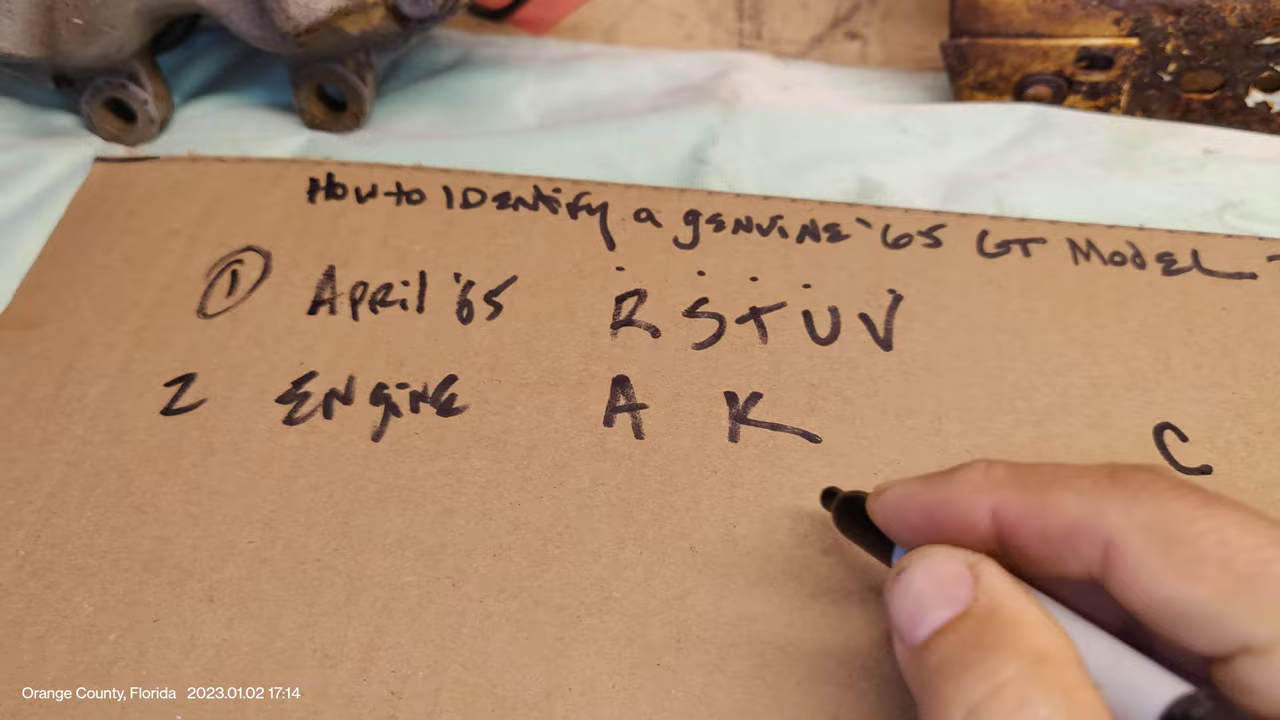 How to IDentify a genuine '65 GT Model
① April '65 R S T U V
2 Engine A K
C
Orange County, Florida 2023.01.02 17:14